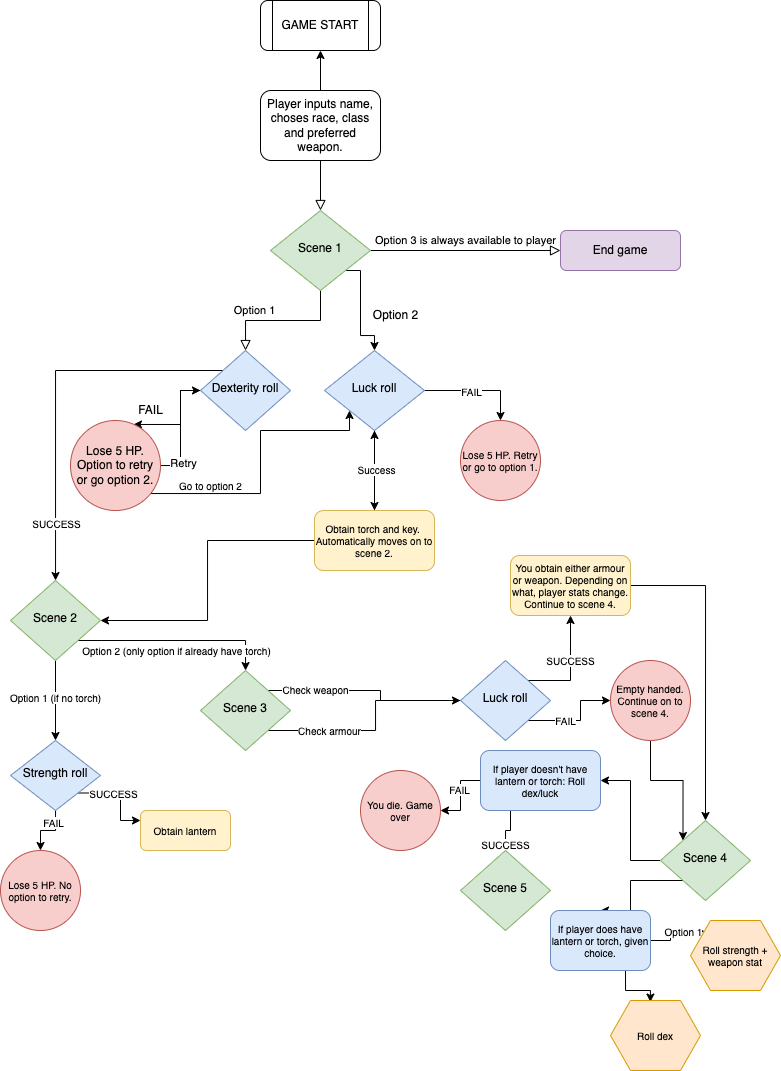 GAME START
Player inputs name,
choses race, class
and preferred
weapon.
Scene 1
Option 3 is always available to player
End game
Option 1
Option 2
Dexterity roll
Luck roll
FAIL
FAIL
Lose 5 HP.
Option to retry
or go option 2.
Retry
Go to option 2
Lose 5 HP. Retry
or go to option 1.
Success
SUCCESS
Obtain torch and key.
Automatically moves on to
scene 2.
Scene 2
Option 2 (only option if already have torch)
You obtain either armour
or weapon. Depending on
what, player stats change.
Continue to scene 4.
SUCCESS
Option 1 (if no torch)
Scene 3
Check weapon
Check armour
Luck roll
FAIL
Empty handed.
Continue on to
scene 4.
Strength roll
SUCCESS
FAIL
Obtain lantern
Lose 5 HP. No
option to retry.
If player doesn't have
lantern or torch: Roll
dex/luck
FAIL
You die. Game
over
SUCCESS
Scene 5
Scene 4
If player does have
lantern or torch, given
choice.
Option 1
Roll strength +
weapon stat
Roll dex